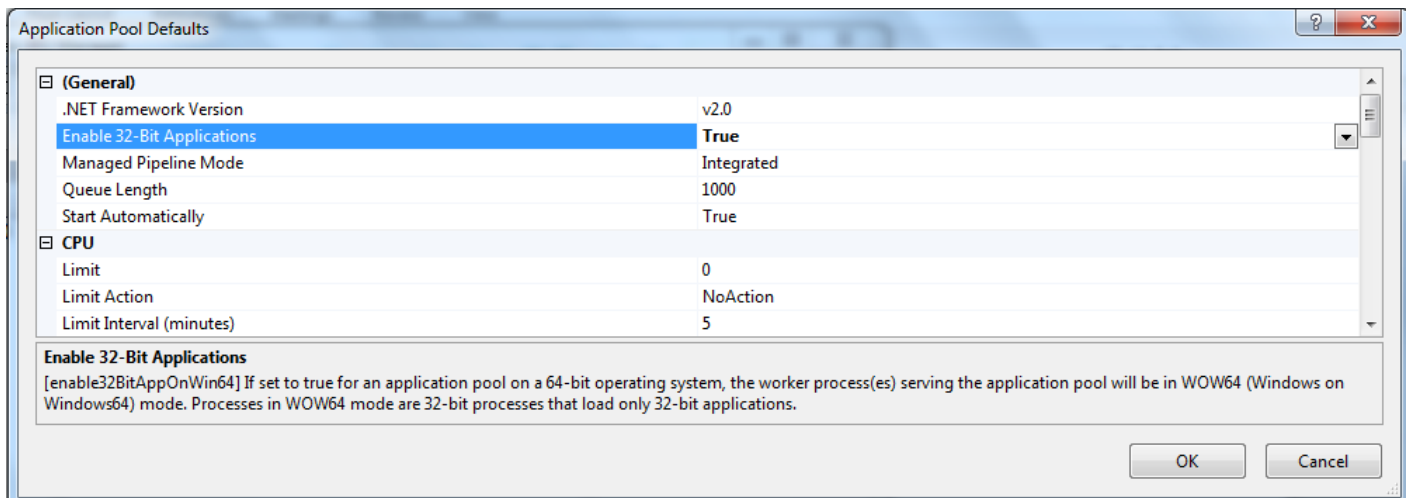 Application Pool Defaults
(General)
.NET Framework Version v2.0
Enable 32-Bit Applications True
Managed Pipeline Mode Integrated
Queue Length 1000
Start Automatically True
CPU
Limit 0
Limit Action NoAction
Limit Interval (minutes) 5
Enable 32-Bit Applications
[enable32BitAppOnWin64] If set to true for an application pool on a 64-bit operating system, the worker process(es) serving the application pool will be in WOW64 (Windows on
Windows64) mode. Processes in WOW64 mode are 32-bit processes that load only 32-bit applications.
OK Cancel